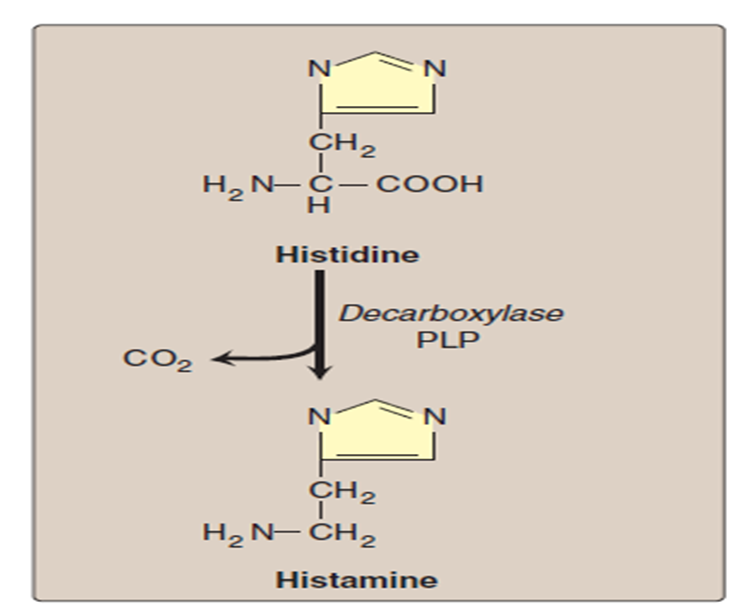 N N
CH₂
H₂N–C–COOH
H
Histidine
Decarboxylase
PLP
CO₂
N N
CH₂
H₂N–CH₂
Histamine